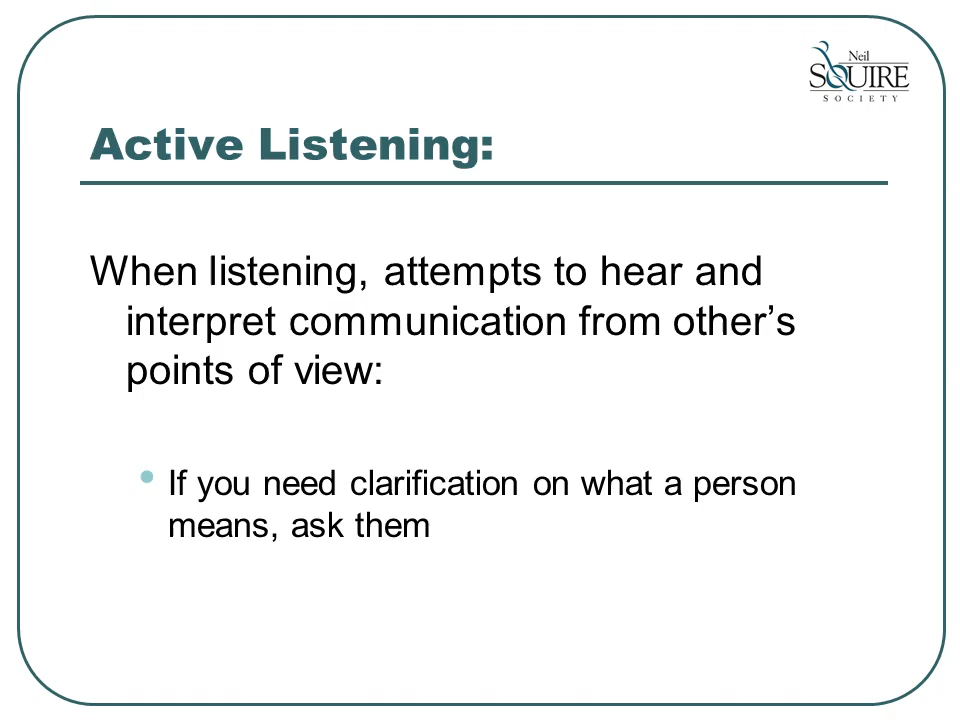 Neil
SQUIRE
SOCIETY
Active Listening:
When listening, attempts to hear and
interpret communication from other’s
points of view:
If you need clarification on what a person
means, ask them